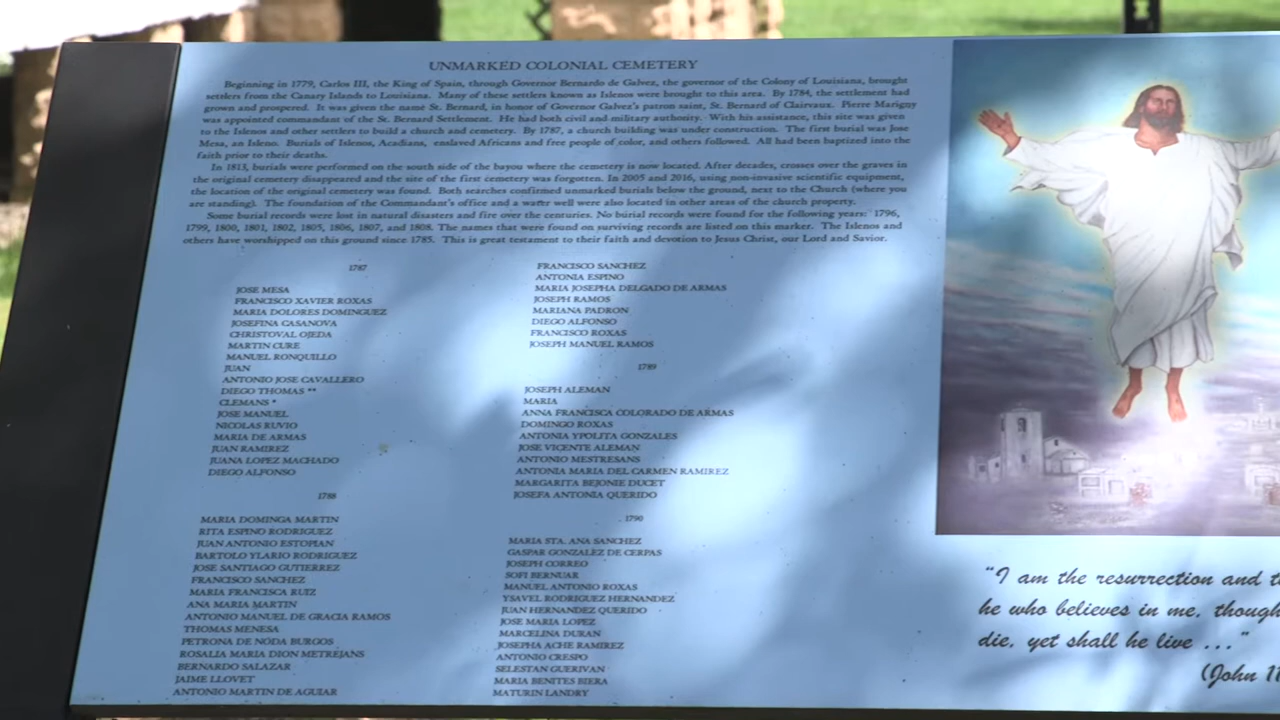 UNMARKED COLONIAL CEMETERY
Beginning in 1779, Carlos III, the King of Spain, through Governor Bernardo de Galvez, the governor of the Colony of Louisiana, brought
settlers from the Canary Islands to Louisiana. Many of these settlers known as Islenos were brought to this area. By 1784, the settlement had
grown and prospered. It was given the name St. Bernard, in honor of Governor Galvez's patron saint, St. Bernard of Clairvaux. Pierre Marigny
was appointed commandant of the St. Bernard Settlement. He had both civil and military authority. With his assistance, this site was given
to the Islenos and other settlers to build a church and cemetery. By 1787, a church building was under construction. The first burial was Jose
Mesa, an Isleno. Burials of Islenos, Acadians, enslaved Africans and free people of color, and others followed. All had been baptized into the
faith prior to their deaths.
In 1813, burials were performed on the south side of the bayou where the cemetery is now located. After decades, crosses over the graves in
the original cemetery disappeared and the site of the first cemetery was forgotten. In 2005 and 2016, using non-invasive scientific equipment,
the location of the original cemetery was found. Both searches confirmed unmarked burials below the ground, next to the Church (where you
are standing). The foundation of the Commandant's office and a water well were also located in other areas of the church property.
Some burial records were lost in natural disasters and fire over the centuries. No burial records were found for the following years: 1796,
1799, 1800, 1801, 1802, 1805, 1806, 1807, and 1808. The names that were found on surviving records are listed on this marker. The Islenos and
others have worshipped on this ground since 1785. This is great testament to their faith and devotion to Jesus Christ, our Lord and Savior.
1787
JOSE MESA
FRANCISCO XAVIER ROXAS
MARIA DOLORES DOMINGUEZ
JOSEFINA CASANOVA
CHRISTOVAL OJEDA
MARTIN CURE
MANUEL RONQUILLO
JUAN
ANTONIO JOSE CAVALLERO
DIEGO THOMAS **
CLEMANS *
JOSE MANUEL
NICOLAS RUVIO
MARIA DE ARMAS
JUAN RAMIREZ
JUANA LOPEZ MACHADO
DIEGO ALFONSO
1788
MARIA DOMINGA MARTIN
RITA ESPINO RODRIGUEZ
JUAN ANTONIO ESTOPIAN
BARTOLO YLARIO RODRIGUEZ
JOSE SANTIAGO GUTIERREZ
FRANCISCO SANCHEZ
MARIA FRANCISCA RUIZ
ANA MARIA MARTIN
ANTONIO MANUEL DE GRACIA RAMOS
THOMAS MENESA
PETRONA DE NODA BURGOS
ROSALIA MARIA DION METREJANS
BERNARDO SALAZAR
JAIME LLOVET
ANTONIO MARTIN DE AGUIAR
FRANCISCO SANCHEZ
ANTONIA ESPINO
MARIA JOSEPHA DELGADO DE ARMAS
JOSEPH RAMOS
MARIANA PADRON
DIEGO ALFONSO
FRANCISCO ROXAS
JOSEPH MANUEL RAMOS
1789
JOSEPH ALEMAN
MARIA
ANNA FRANCISCA COLORADO DE ARMAS
DOMINGO ROXAS
ANTONIA YPOLITA GONZALES
JOSE VICENTE ALEMAN
ANTONIO MESTRESANS
ANTONIA MARIA DEL CARMEN RAMIREZ
MARGARITA BEJONIE DUCET
JOSEFA ANTONIA QUERIDO
1790
MARIA STA. ANA SANCHEZ
GASPAR GONZALEZ DE CERPAS
JOSEPH CORREO
SOFI BERNUAR
MANUEL ANTONIO ROXAS
YSAVEL RODRIGUEZ HERNANDEZ
JUAN HERNANDEZ QUERIDO
JOSE MARIA LOPEZ
MARCELINA DURAN
JOSEPHA ACHE RAMIREZ
ANTONIO CRESPO
SELESTAN GUERIVAN
MARIA BENITES BIERA
MATURIN LANDRY
"I am the resurrection and
he who believes in me, though
die, yet shall he live ..."
(John 11